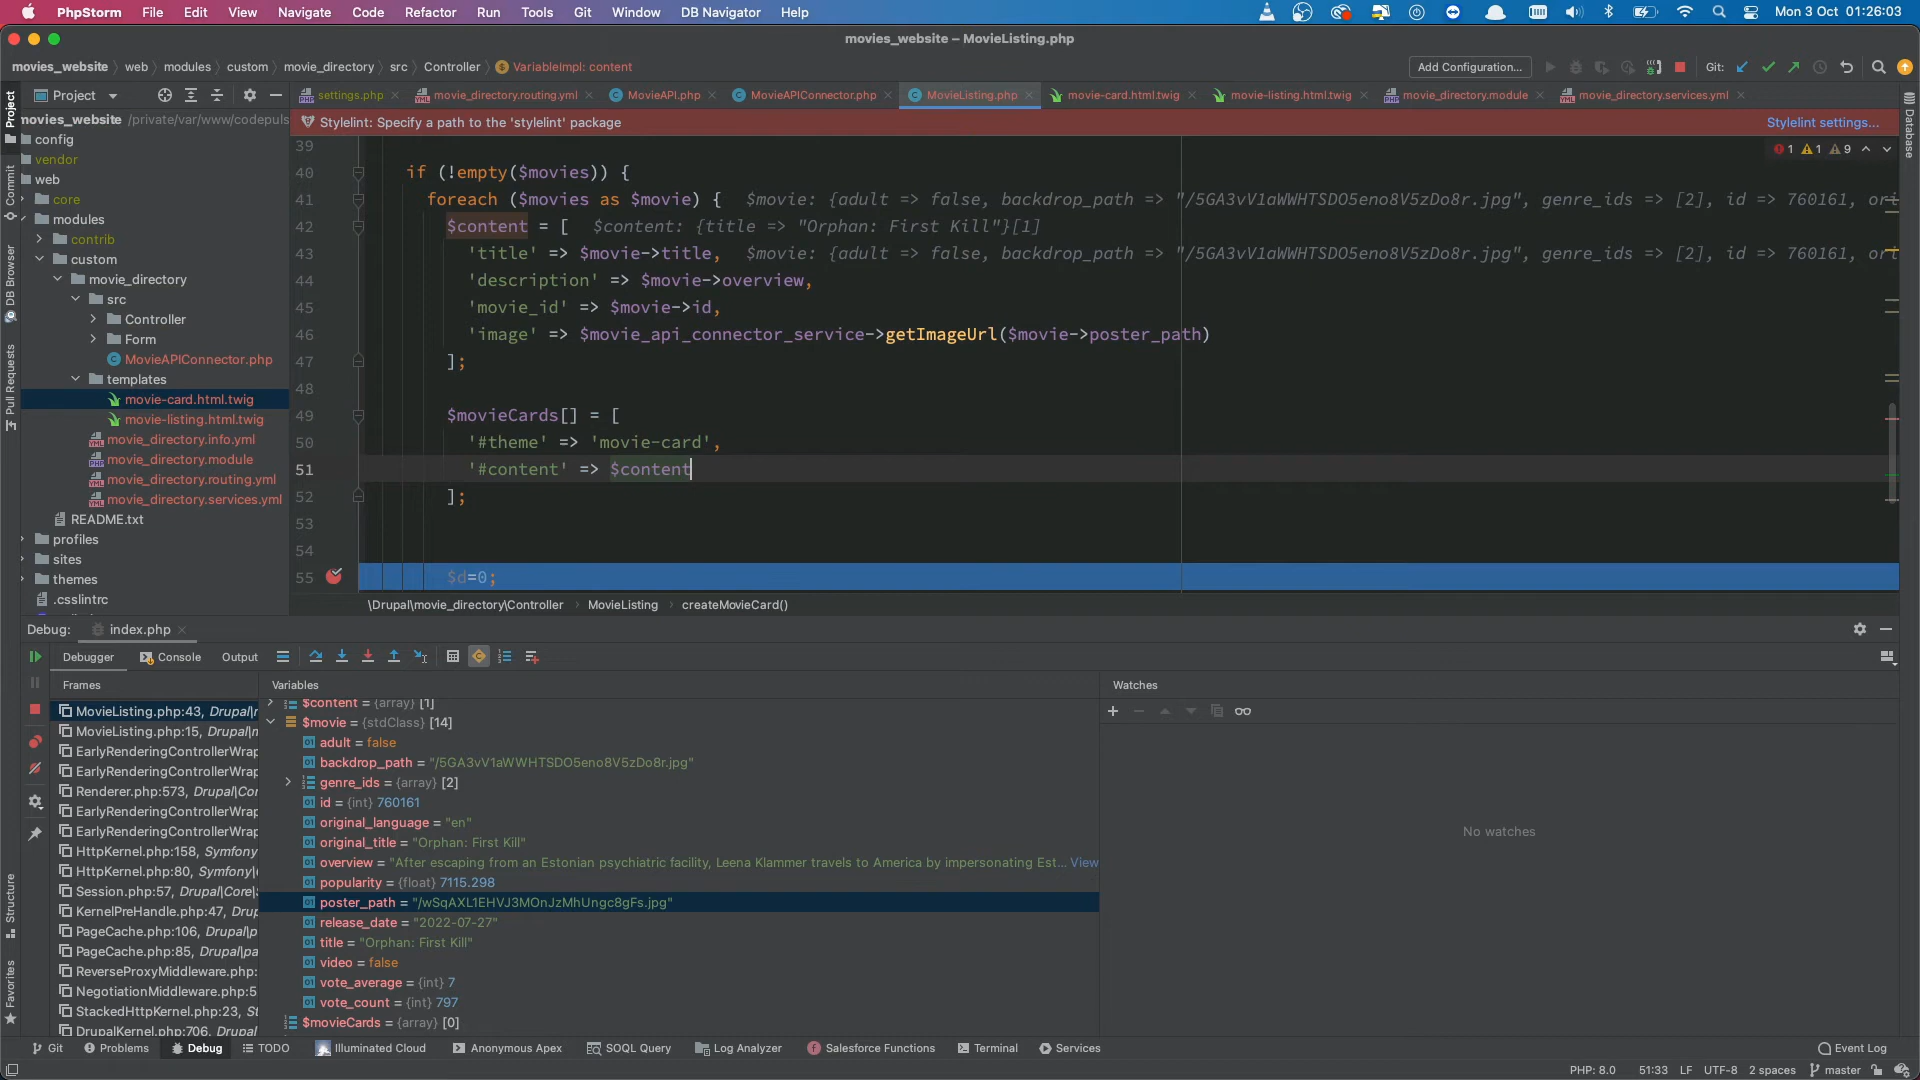 PhpStorm File Edit View Navigate Code Refactor Run Tools Git Window DB Navigator Help Mon 3 Oct 01:26:03
movies_website – MovieListing.php
movies_website web modules custom movie_directory src Controller VariableImpl: content Add Configuration... Git:
Project settings.php movie_directory.routing.yml MovieAPI.php MovieAPIConnector.php MovieListing.php movie-card.html.twig movie-listing.html.twig movie_directory.module movie_directory.services.yml
Stylelint: Specify a path to the 'stylelint' package Stylelint settings...
1 1 9
Project
Commit
DB Browser
Pull Requests
Structure
Favorites
Database
movies_website /private/var/www/codepuls
config
vendor
web
core
modules
contrib
custom
movie_directory
src
Controller
Form
MovieAPIConnector.php
templates
movie-card.html.twig
movie-listing.html.twig
movie_directory.info.yml
movie_directory.module
movie_directory.routing.yml
movie_directory.services.yml
README.txt
profiles
sites
themes
.csslintrc
39
40 if (!empty($movies)) {
41 foreach ($movies as $movie) { $movie: {adult => false, backdrop_path => "/5GA3vV1aWWHTSDO5eno8V5zDo8r.jpg", genre_ids => [2], id => 760161, ori
42 $content = [ $content: {title => "Orphan: First Kill"}[1]
43 'title' => $movie->title, $movie: {adult => false, backdrop_path => "/5GA3vV1aWWHTSDO5eno8V5zDo8r.jpg", genre_ids => [2], id => 760161, ori
44 'description' => $movie->overview,
45 'movie_id' => $movie->id,
46 'image' => $movie_api_connector_service->getImageUrl($movie->poster_path)
47 ];
48
49 $movieCards[] = [
50 '#theme' => 'movie-card',
51 '#content' => $content
52 ];
53
54
55 $d=0;
\Drupal\movie_directory\Controller MovieListing createMovieCard()
Debug: index.php
Debugger Console Output
Frames
MovieListing.php:43, Drupal\r
MovieListing.php:15, Drupal\n
EarlyRenderingControllerWrap
EarlyRenderingControllerWrap
Renderer.php:573, Drupal\Cor
EarlyRenderingControllerWrap
EarlyRenderingControllerWrap
HttpKernel.php:158, Symfony\
HttpKernel.php:80, Symfony\C
Session.php:57, Drupal\Core\S
KernelPreHandle.php:47, Drup
PageCache.php:106, Drupal\p
PageCache.php:85, Drupal\pa
ReverseProxyMiddleware.php:
NegotiationMiddleware.php:5
StackedHttpKernel.php:23, St
DrupalKernel.php:706, Drupal\
Variables
$content = {array} [1]
$movie = {stdClass} [14]
adult = false
backdrop_path = "/5GA3vV1aWWHTSDO5eno8V5zDo8r.jpg"
genre_ids = {array} [2]
id = {int} 760161
original_language = "en"
original_title = "Orphan: First Kill"
overview = "After escaping from an Estonian psychiatric facility, Leena Klammer travels to America by impersonating Est... View
popularity = {float} 7115.298
poster_path = "/wSqAXL1EHVJ3MOnJzMhUngc8gFs.jpg"
release_date = "2022-07-27"
title = "Orphan: First Kill"
video = false
vote_average = {int} 7
vote_count = {int} 797
$movieCards = {array} [0]
Watches
No watches
Git Problems Debug TODO Illuminated Cloud Anonymous Apex SOQL Query Log Analyzer Salesforce Functions Terminal Services Event Log
PHP: 8.0 51:33 LF UTF-8 2 spaces master